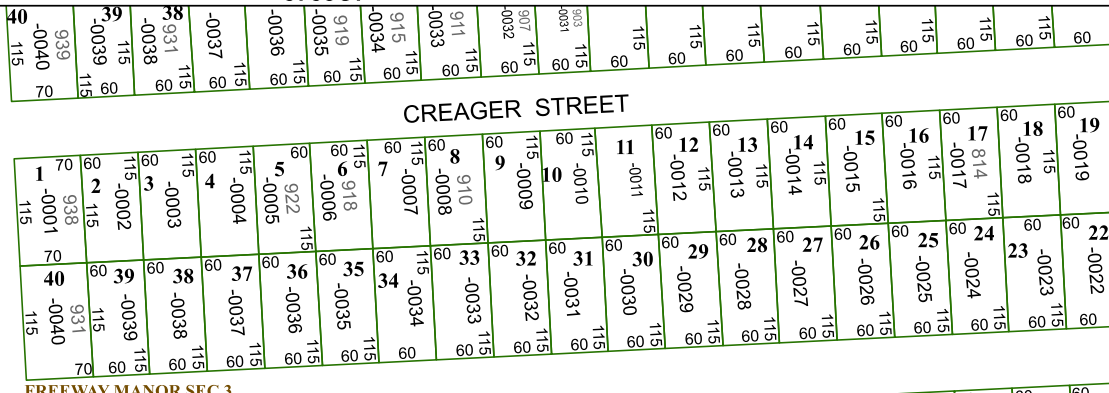 40 39 38
115 -0040 939 -0039 115 -0038 931 -0037 -0036 -0035 919 -0034 915 -0033 911 -0032 907 115 -0031 903 115 115 115 115 115 115 115 115
70 115 60 60 115 115 60 115 60 115 60 115 60 115 60 60 60 60 60 60 60 60 60 60 60
CREAGER STREET
1 70 60 115 60 115 60 115 60 60 115 60 60 60 115 60 115 60 60 60 60 60 60 60 60
2 3 4 5 6 7 8 9 10 11 12 13 14 15 16 17 18 19
115 -0001 938 115 -0002 -0003 -0004 -0005 922 115 -0006 918 -0007 -0008 910 115 -0009 -0010 -0011 115 -0012 115 -0013 -0014 -0015 115 -0016 115 -0017 814 115 -0018 115 -0019
70
40 60 39 60 38 60 37 60 36 60 35 60 34 115 60 33 60 32 60 31 60 30 60 29 60 28 60 27 60 26 60 25 60 24 60 23 60 22
115 -0040 931 115 -0039 -0038 -0037 -0036 -0035 -0034 -0033 -0032 -0031 -0030 -0029 -0028 -0027 -0026 -0025 -0024 -0023 -0022
70 60 115 60 115 60 115 60 115 60 115 60 60 115 60 115 60 115 60 115 60 115 60 115 60 115 60 115 60 115 60 115 60 115 60
FREEWAY MANOR SEC 3